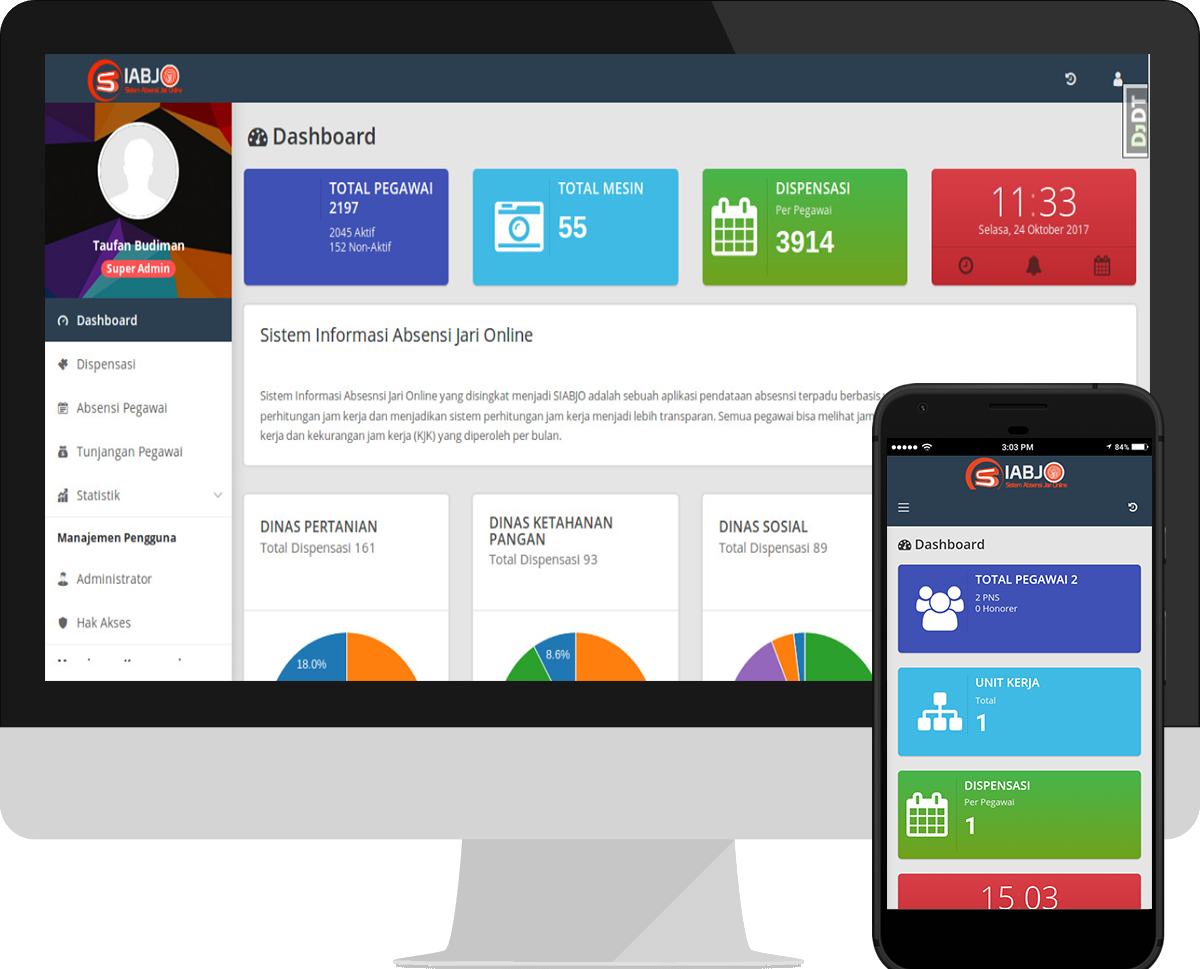 SIABJO
Sistem Absensi Jari Online
DJDT
Taufan Budiman
Super Admin
Dashboard
Dispensasi
Absensi Pegawai
Tunjangan Pegawai
Statistik
Manajemen Pengguna
Administrator
Hak Akses
Dashboard
TOTAL PEGAWAI
2197
2045 Aktif
152 Non-Aktif
TOTAL MESIN
55
DISPENSASI
Per Pegawai
3914
11:33
Selasa, 24 Oktober 2017
Sistem Informasi Absensi Jari Online
Sistem Informasi Absesnsi Jari Online yang disingkat menjadi SIABJO adalah sebuah aplikasi pendataan absesnsi terpadu berbasis
perhitungan jam kerja dan menjadikan sistem perhitungan jam kerja menjadi lebih transparan. Semua pegawai bisa melihat jam
kerja dan kekurangan jam kerja (KJK) yang diperoleh per bulan.
DINAS PERTANIAN
Total Dispensasi 161
18.0%
DINAS KETAHANAN
PANGAN
Total Dispensasi 93
8.6%
DINAS SOSIAL
Total Dispensasi 89
3:03 PM
84%
SIABJO
Sistem Absensi Jari Online
Dashboard
TOTAL PEGAWAI 2
2 PNS
0 Honorer
UNIT KERJA
Total
1
DISPENSASI
Per Pegawai
1
15 03